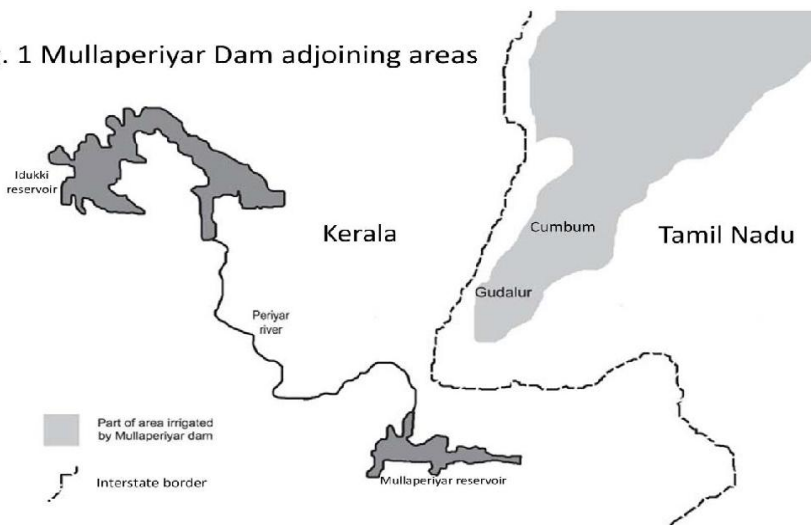 . 1 Mullaperiyar Dam adjoining areas
Idukki
reservoir
Kerala
Cumbum
Tamil Nadu
Gudalur
Periyar
river
Part of area irrigated
by Mullaperiyar dam
Interstate border
Mullaperiyar reservoir